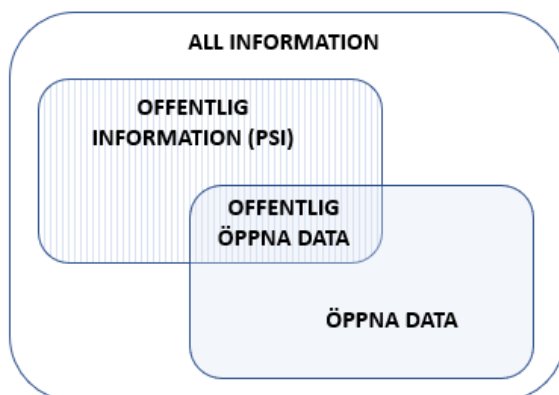 ALL INFORMATION
OFFENTLIG
INFORMATION (PSI)
OFFENTLIG
ÖPPNA DATA
ÖPPNA DATA